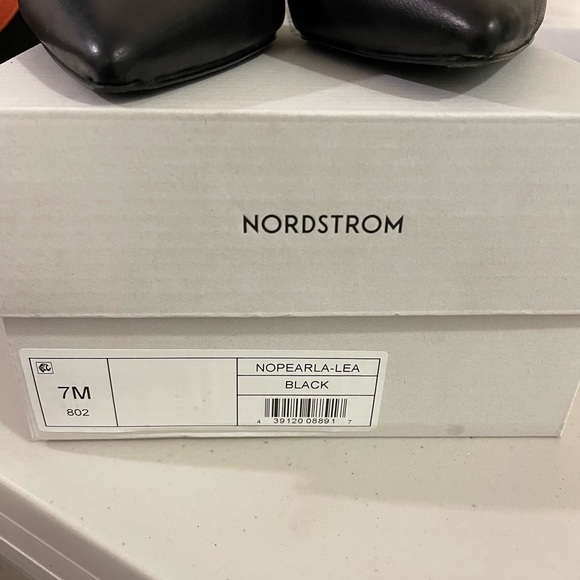 NORDSTROM
7M
802
NOPEARLA-LEA
BLACK
4 39120 08891 7